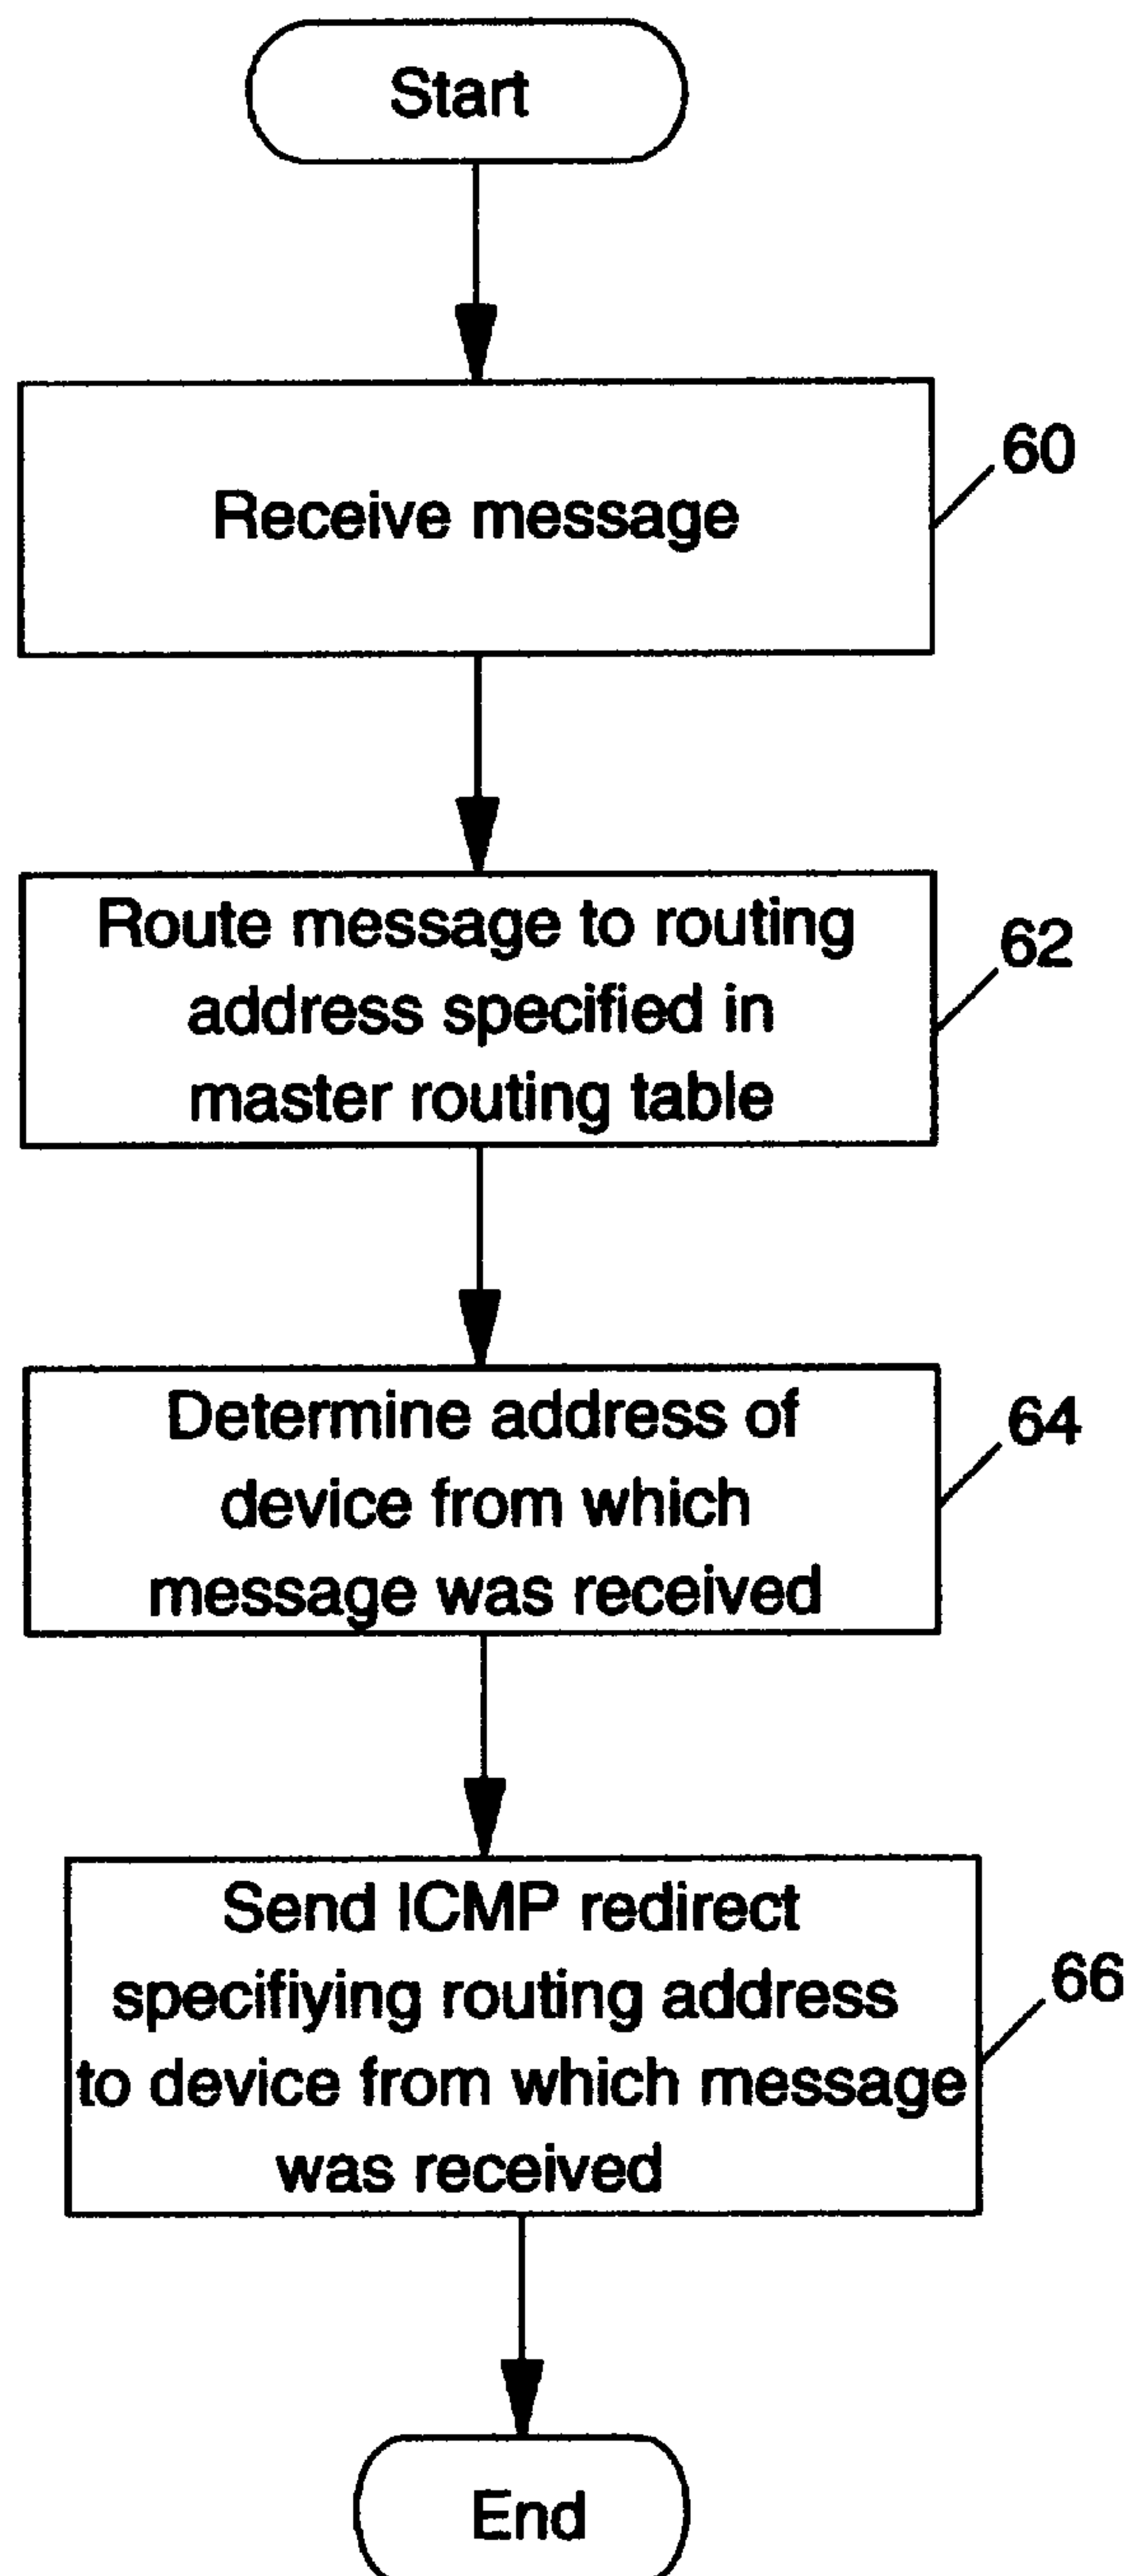 Start
Receive message
60
Route message to routing
address specified in
master routing table
62
Determine address of
device from which
message was received
64
Send ICMP redirect
specifiying routing address
to device from which message
was received
66
End